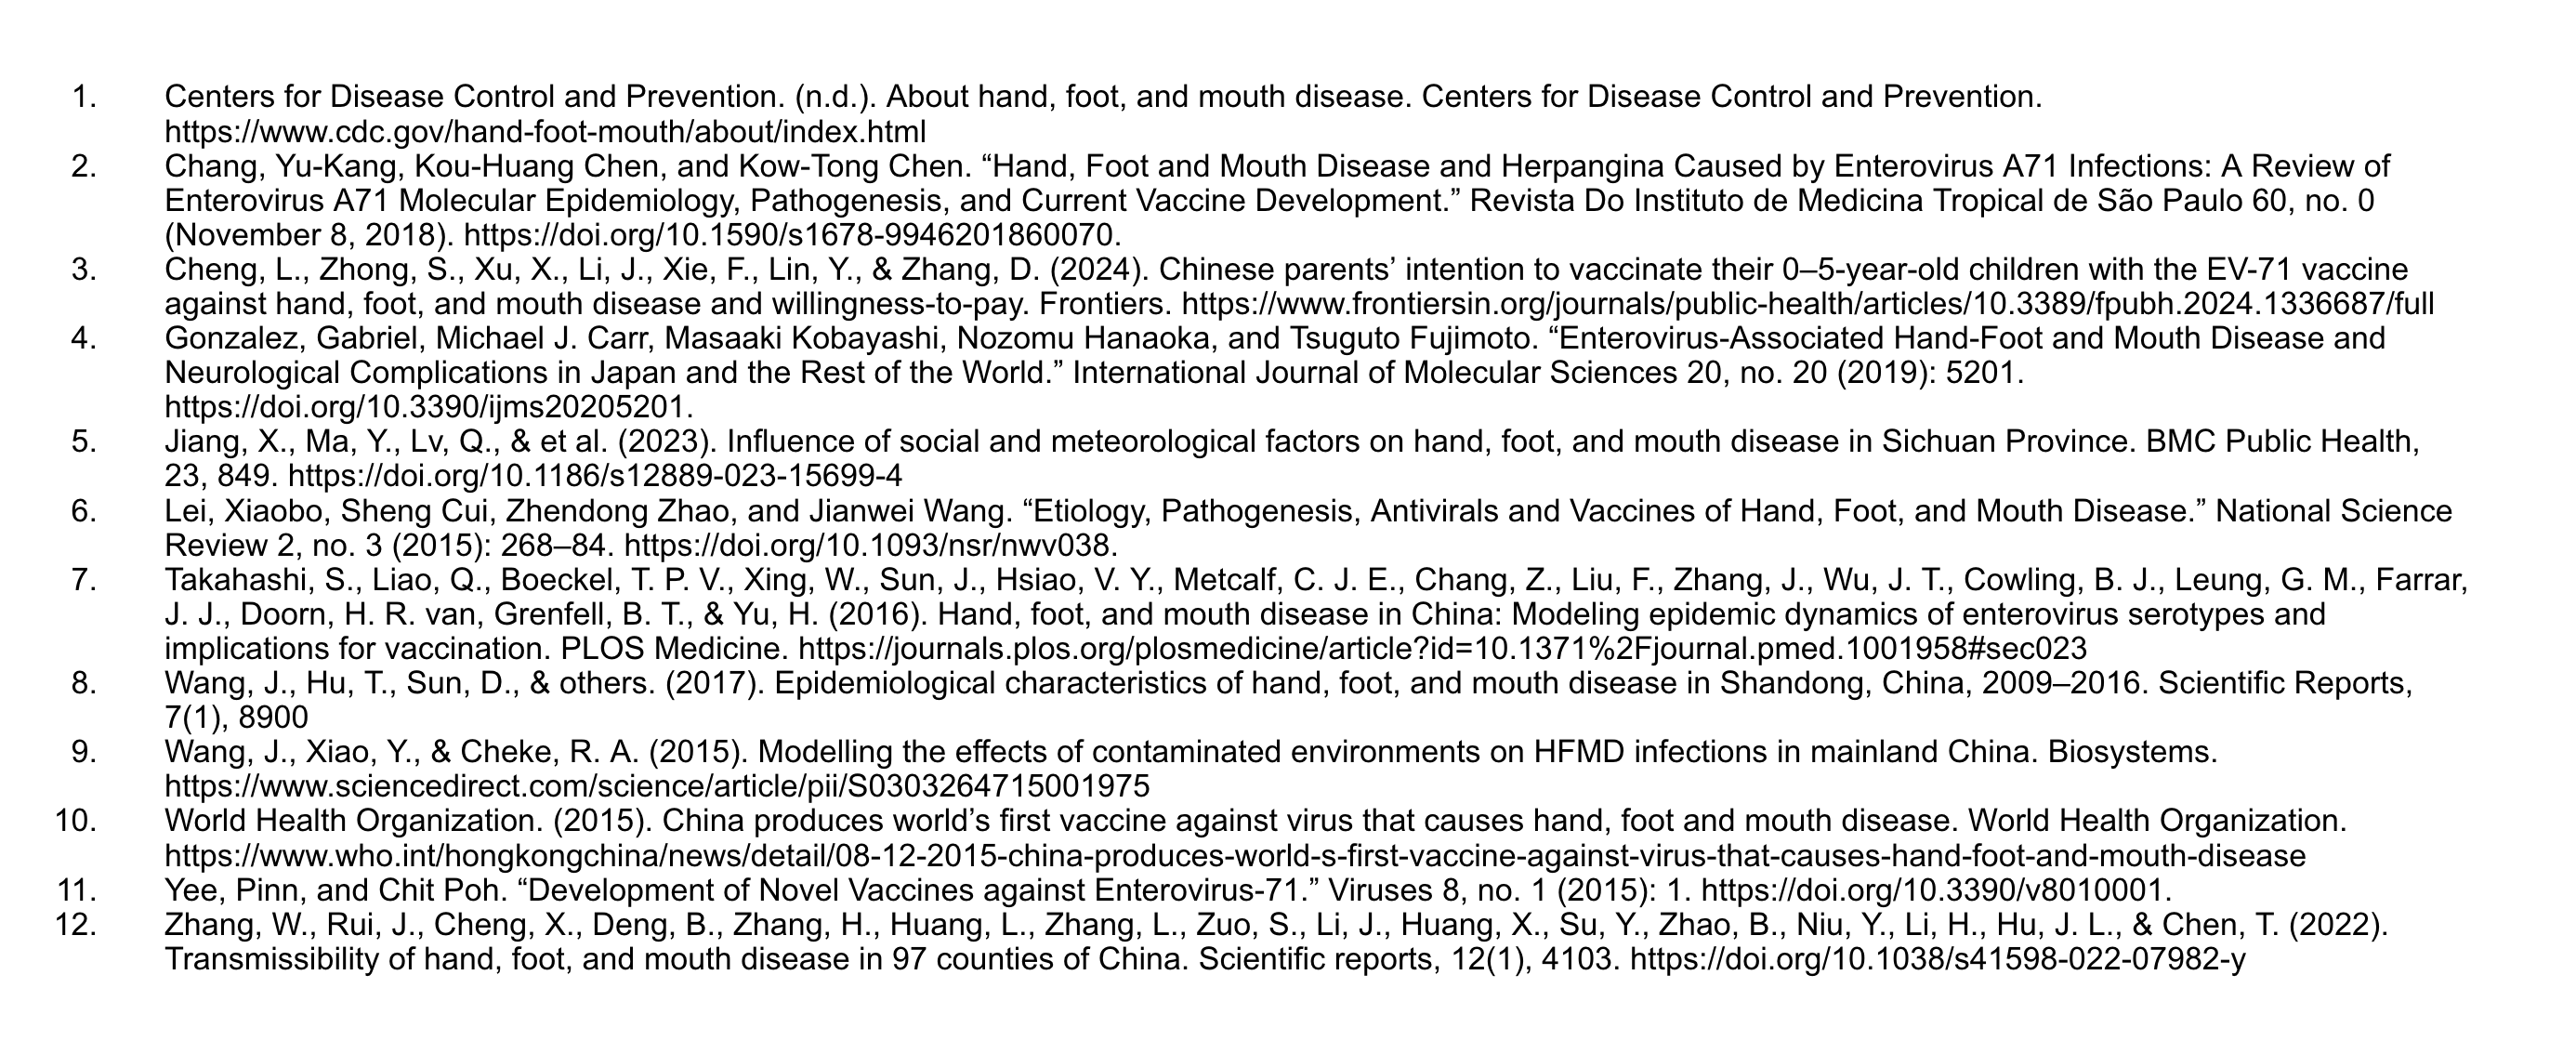 1. Centers for Disease Control and Prevention. (n.d.). About hand, foot, and mouth disease. Centers for Disease Control and Prevention.
https://www.cdc.gov/hand-foot-mouth/about/index.html
2. Chang, Yu-Kang, Kou-Huang Chen, and Kow-Tong Chen. “Hand, Foot and Mouth Disease and Herpangina Caused by Enterovirus A71 Infections: A Review of
Enterovirus A71 Molecular Epidemiology, Pathogenesis, and Current Vaccine Development.” Revista Do Instituto de Medicina Tropical de São Paulo 60, no. 0
(November 8, 2018). https://doi.org/10.1590/s1678-9946201860070.
3. Cheng, L., Zhong, S., Xu, X., Li, J., Xie, F., Lin, Y., & Zhang, D. (2024). Chinese parents’ intention to vaccinate their 0–5-year-old children with the EV-71 vaccine
against hand, foot, and mouth disease and willingness-to-pay. Frontiers. https://www.frontiersin.org/journals/public-health/articles/10.3389/fpubh.2024.1336687/full
4. Gonzalez, Gabriel, Michael J. Carr, Masaaki Kobayashi, Nozomu Hanaoka, and Tsuguto Fujimoto. “Enterovirus-Associated Hand-Foot and Mouth Disease and
Neurological Complications in Japan and the Rest of the World.” International Journal of Molecular Sciences 20, no. 20 (2019): 5201.
https://doi.org/10.3390/ijms20205201.
5. Jiang, X., Ma, Y., Lv, Q., & et al. (2023). Influence of social and meteorological factors on hand, foot, and mouth disease in Sichuan Province. BMC Public Health,
23, 849. https://doi.org/10.1186/s12889-023-15699-4
6. Lei, Xiaobo, Sheng Cui, Zhendong Zhao, and Jianwei Wang. “Etiology, Pathogenesis, Antivirals and Vaccines of Hand, Foot, and Mouth Disease.” National Science
Review 2, no. 3 (2015): 268–84. https://doi.org/10.1093/nsr/nwv038.
7. Takahashi, S., Liao, Q., Boeckel, T. P. V., Xing, W., Sun, J., Hsiao, V. Y., Metcalf, C. J. E., Chang, Z., Liu, F., Zhang, J., Wu, J. T., Cowling, B. J., Leung, G. M., Farrar,
J. J., Doorn, H. R. van, Grenfell, B. T., & Yu, H. (2016). Hand, foot, and mouth disease in China: Modeling epidemic dynamics of enterovirus serotypes and
implications for vaccination. PLOS Medicine. https://journals.plos.org/plosmedicine/article?id=10.1371%2Fjournal.pmed.1001958#sec023
8. Wang, J., Hu, T., Sun, D., & others. (2017). Epidemiological characteristics of hand, foot, and mouth disease in Shandong, China, 2009–2016. Scientific Reports,
7(1), 8900
9. Wang, J., Xiao, Y., & Cheke, R. A. (2015). Modelling the effects of contaminated environments on HFMD infections in mainland China. Biosystems.
https://www.sciencedirect.com/science/article/pii/S0303264715001975
10. World Health Organization. (2015). China produces world’s first vaccine against virus that causes hand, foot and mouth disease. World Health Organization.
https://www.who.int/hongkongchina/news/detail/08-12-2015-china-produces-world-s-first-vaccine-against-virus-that-causes-hand-foot-and-mouth-disease
11. Yee, Pinn, and Chit Poh. “Development of Novel Vaccines against Enterovirus-71.” Viruses 8, no. 1 (2015): 1. https://doi.org/10.3390/v8010001.
12. Zhang, W., Rui, J., Cheng, X., Deng, B., Zhang, H., Huang, L., Zhang, L., Zuo, S., Li, J., Huang, X., Su, Y., Zhao, B., Niu, Y., Li, H., Hu, J. L., & Chen, T. (2022).
Transmissibility of hand, foot, and mouth disease in 97 counties of China. Scientific reports, 12(1), 4103. https://doi.org/10.1038/s41598-022-07982-y